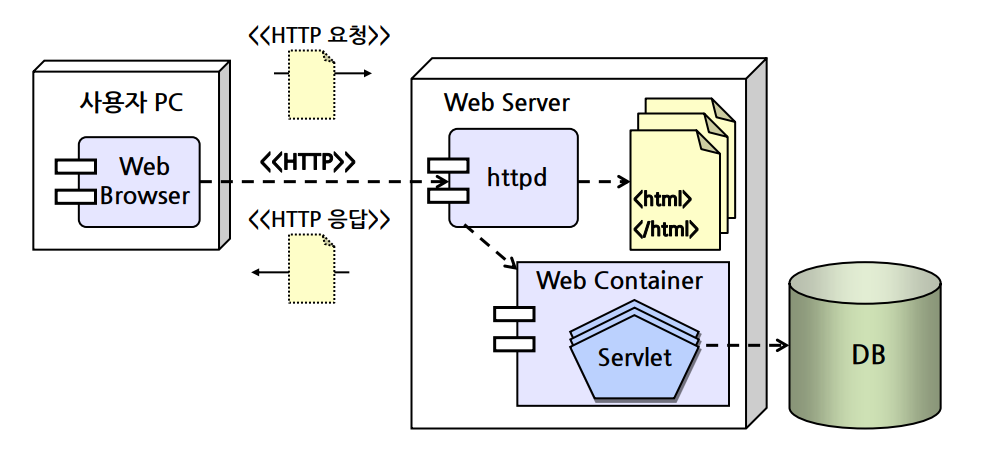 <<HTTP 요청>>
사용자 PC
Web
Browser
<<HTTP>>
<<HTTP 응답>>
Web Server
httpd
<html>
</html>
Web Container
Servlet
DB